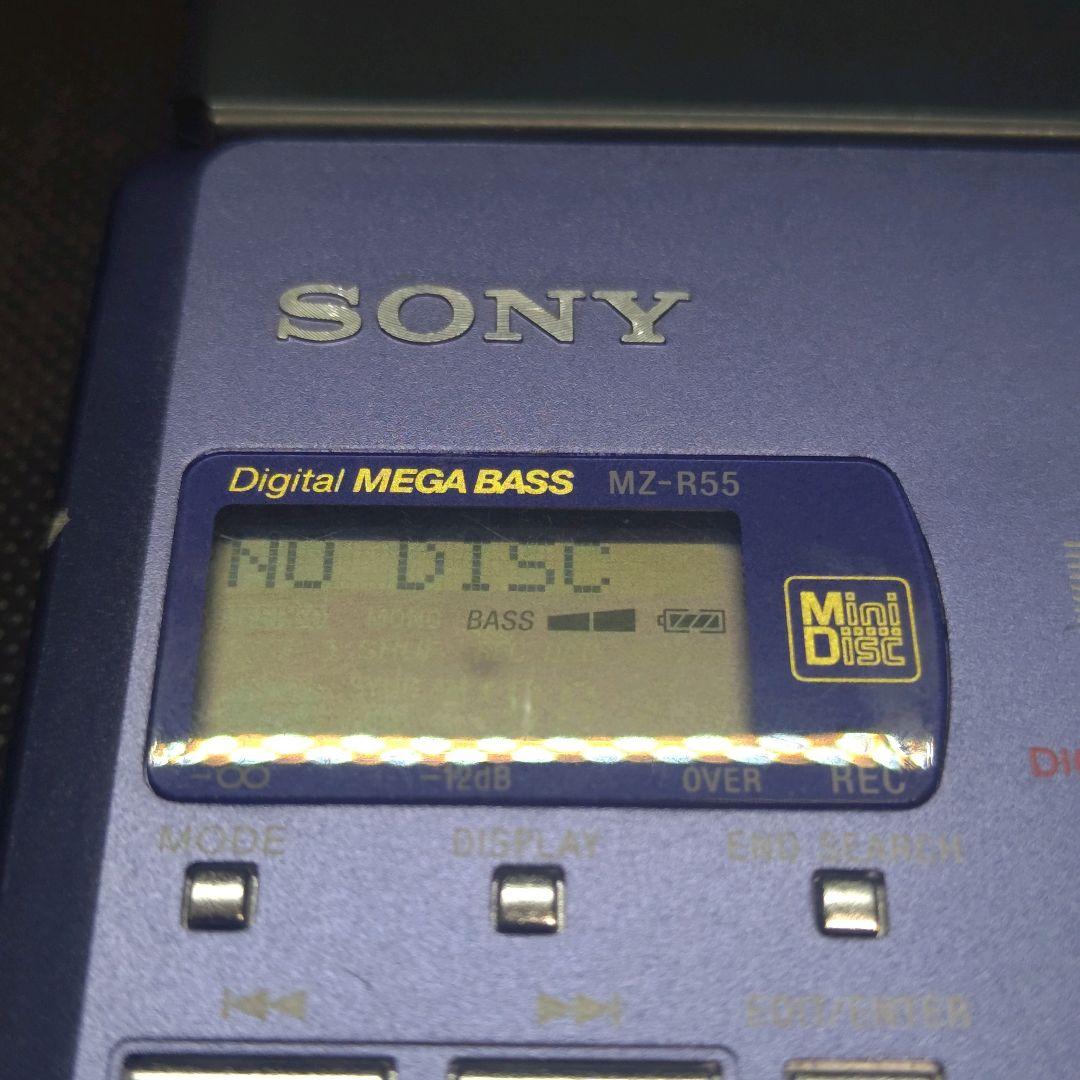 SONY
Digital MEGA BASS MZ-R55
NO DISC
BASS
Mini
Disc
-∞ -12dB OVER REC
MODE DISPLAY END SEARCH
EDIT/ENTER